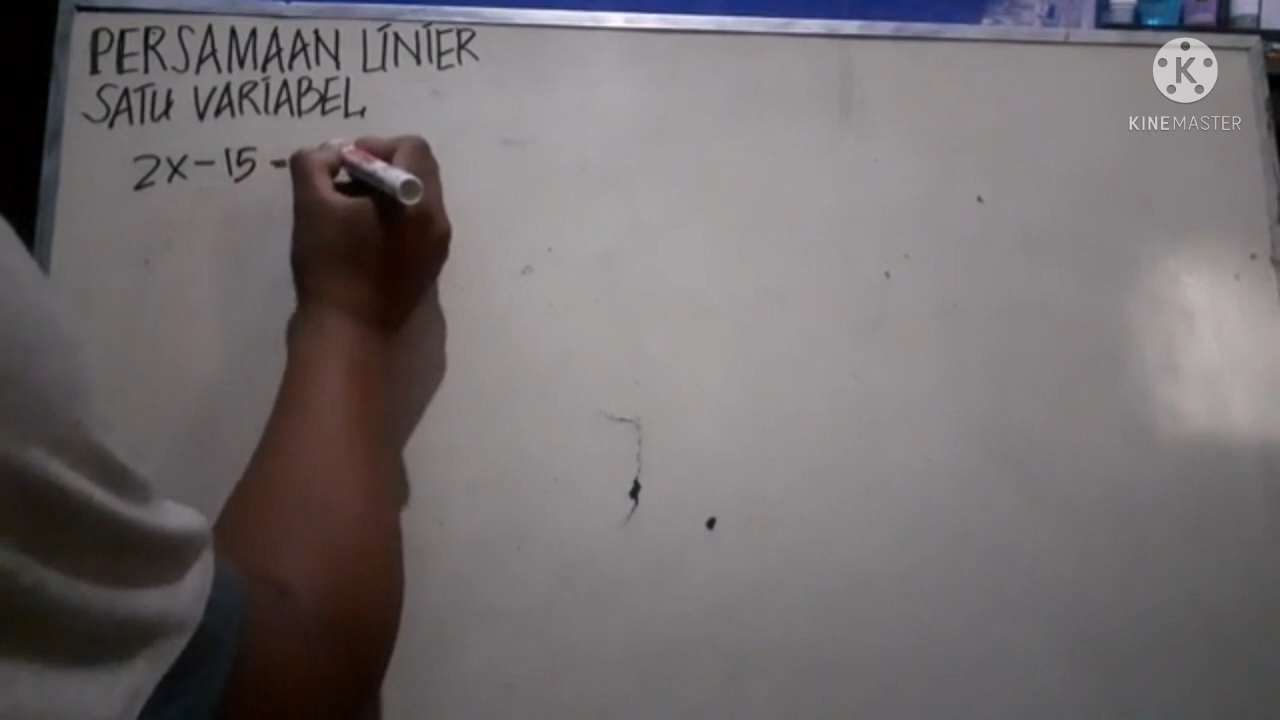 PERSAMAAN LINIER
SATU VARIABEL
2x - 15 -
KINEMASTER